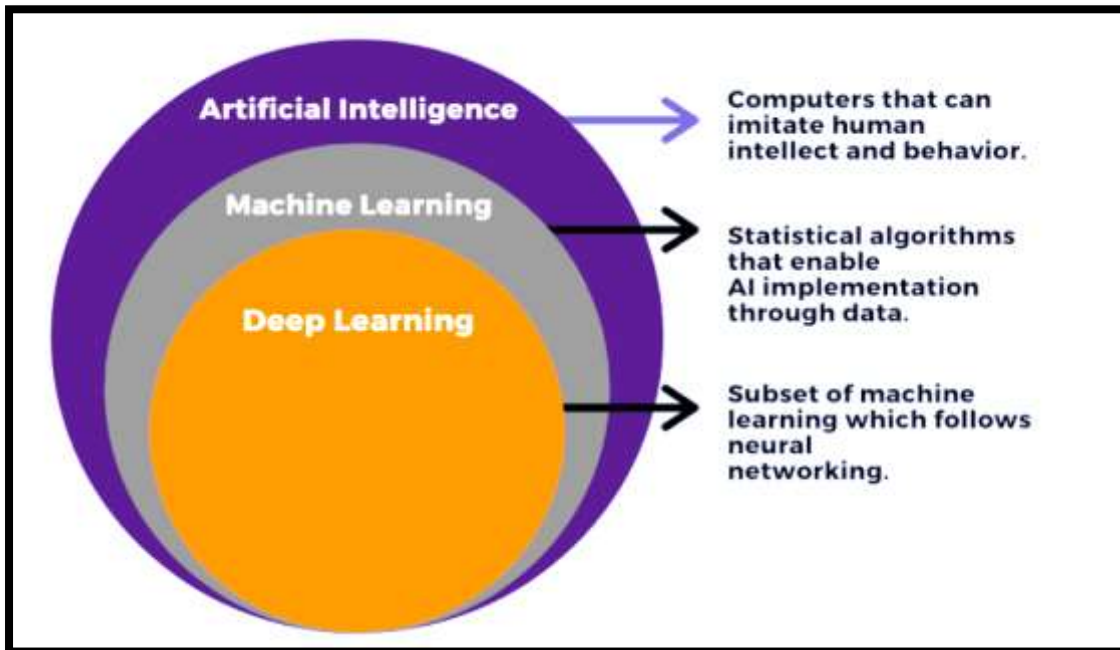 Artificial Intelligence
Computers that can
imitate human
intellect and behavior.
Machine Learning
Statistical algorithms
that enable
AI implementation
through data.
Deep Learning
Subset of machine
learning which follows
neural
networking.